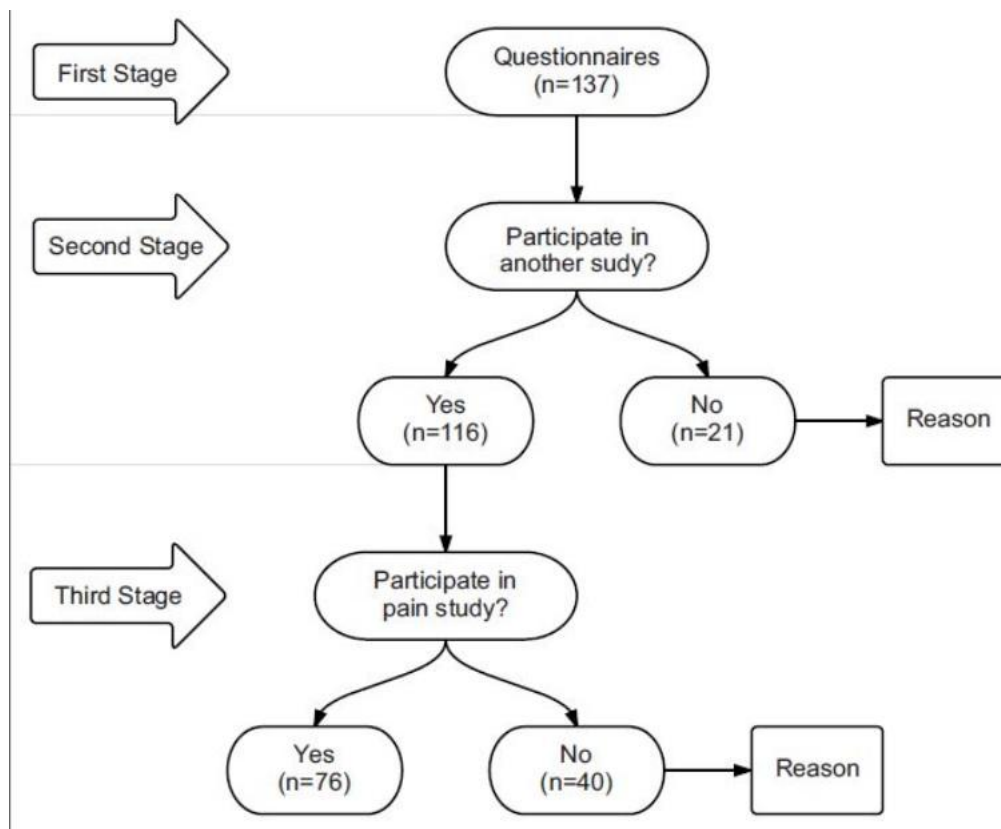 First Stage
Questionnaires
(n=137)
Second Stage
Participate in
another sudy?
Yes
(n=116)
No
(n=21)
Reason
Third Stage
Participate in
pain study?
Yes
(n=76)
No
(n=40)
Reason